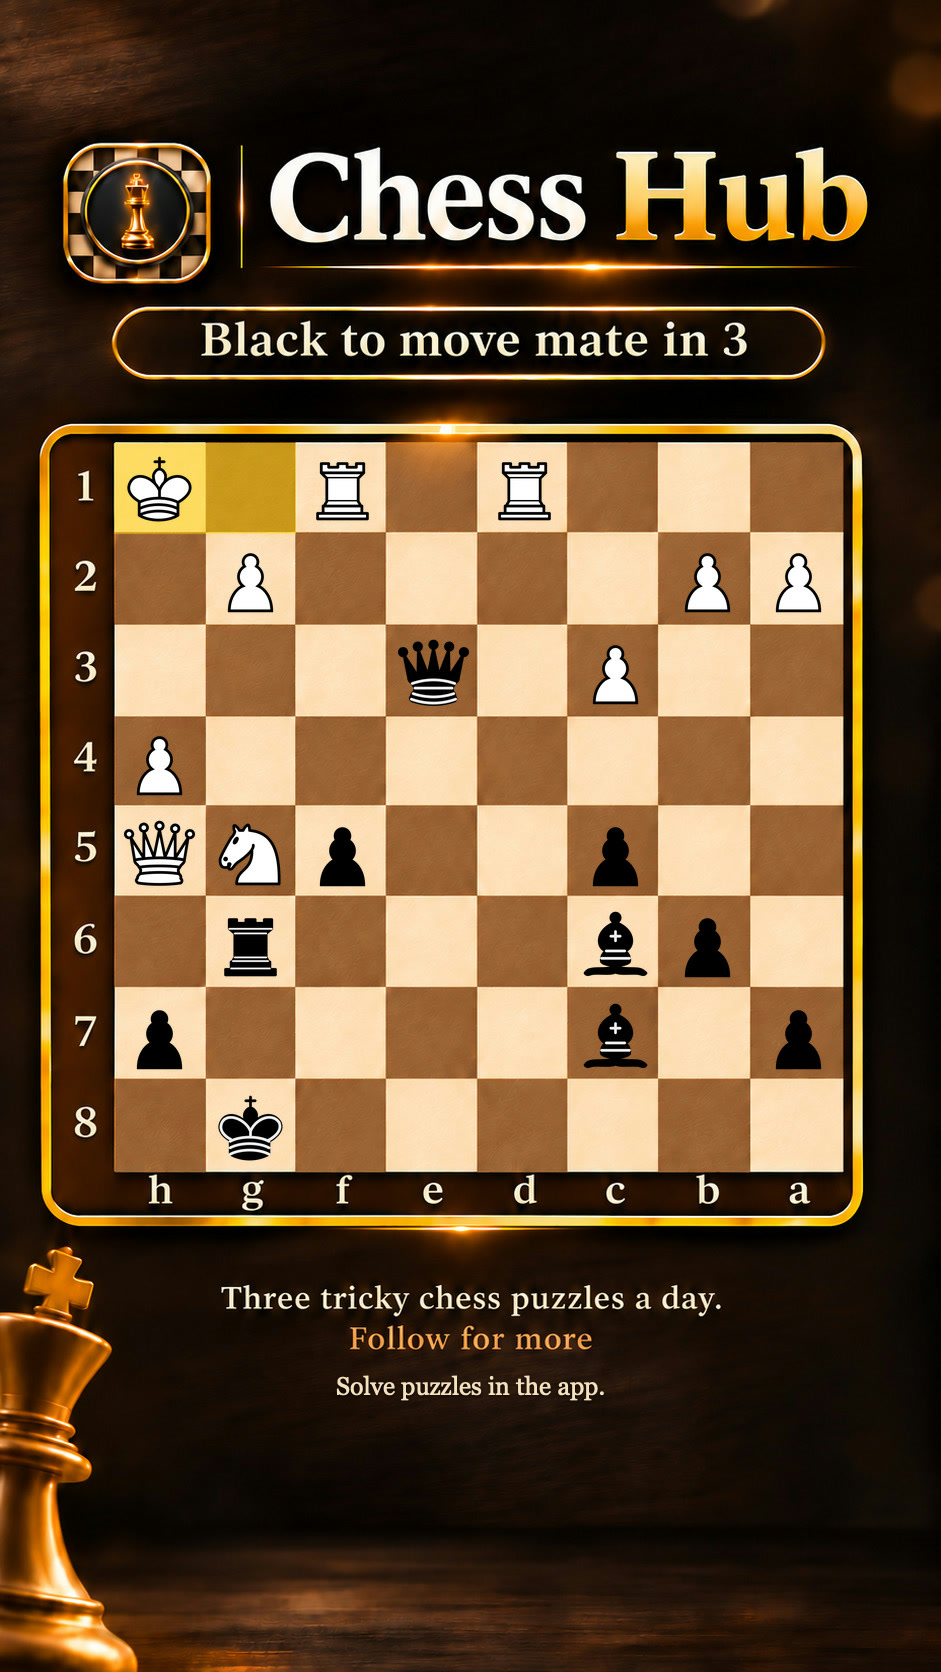 Chess Hub
Black to move mate in 3
1
2
3
4
5
6
7
8
h g f e d c b a
Three tricky chess puzzles a day.
Follow for more
Solve puzzles in the app.